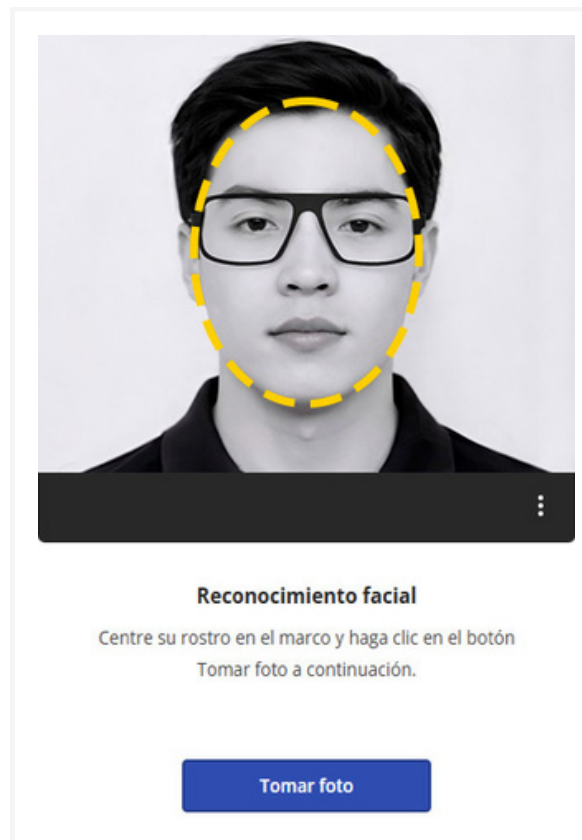 Reconocimiento facial
Centre su rostro en el marco y haga clic en el botón
Tomar foto a continuación.
Tomar foto